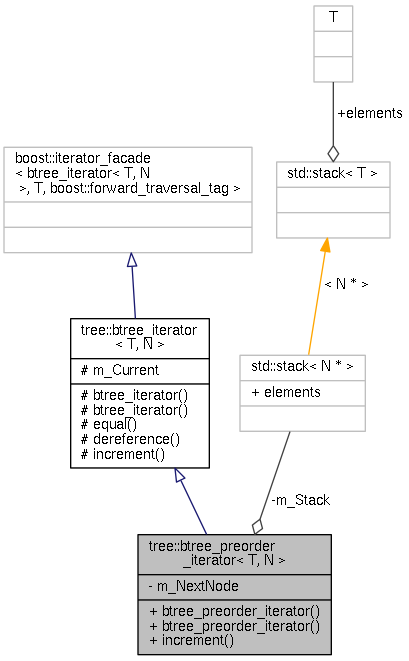 T
+elements
boost::iterator_facade
< btree_iterator< T, N
>, T, boost::forward_traversal_tag >
std::stack< T >
< N * >
tree::btree_iterator
< T, N >
# m_Current
# btree_iterator()
# btree_iterator()
# equal()
# dereference()
# increment()
std::stack< N * >
+ elements
-m_Stack
tree::btree_preorder
_iterator< T, N >
- m_NextNode
+ btree_preorder_iterator()
+ btree_preorder_iterator()
+ increment()